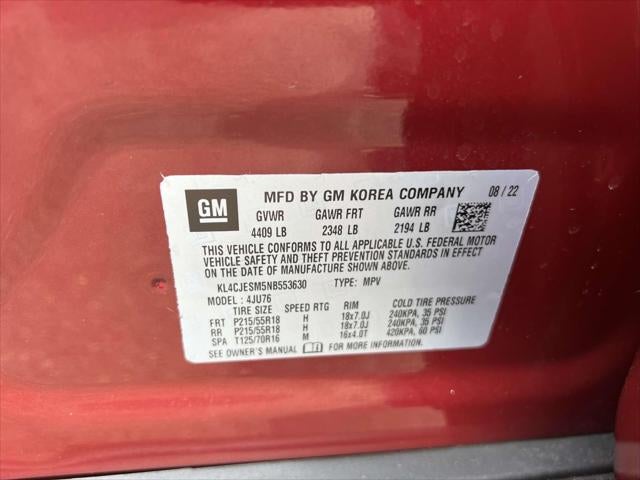 GM MFD BY GM KOREA COMPANY 08 / 22
GVWR GAWR FRT GAWR RR
4409 LB 2348 LB 2194 LB
THIS VEHICLE CONFORMS TO ALL APPLICABLE U.S. FEDERAL MOTOR
VEHICLE SAFETY AND THEFT PREVENTION STANDARDS IN EFFECT
ON THE DATE OF MANUFACTURE SHOWN ABOVE.
KL4CJESM5NB553630 TYPE: MPV
MODEL : 4JU76
TIRE SIZE SPEED RTG RIM COLD TIRE PRESSURE
FRT P215/55R18 H 18x7.0J 240KPA, 35 PSI
RR P215/55R18 H 18x7.0J 240KPA, 35 PSI
SPA T125/70R16 M 16x4.0T 420KPA, 60 PSI
SEE OWNER'S MANUAL FOR MORE INFORMATION